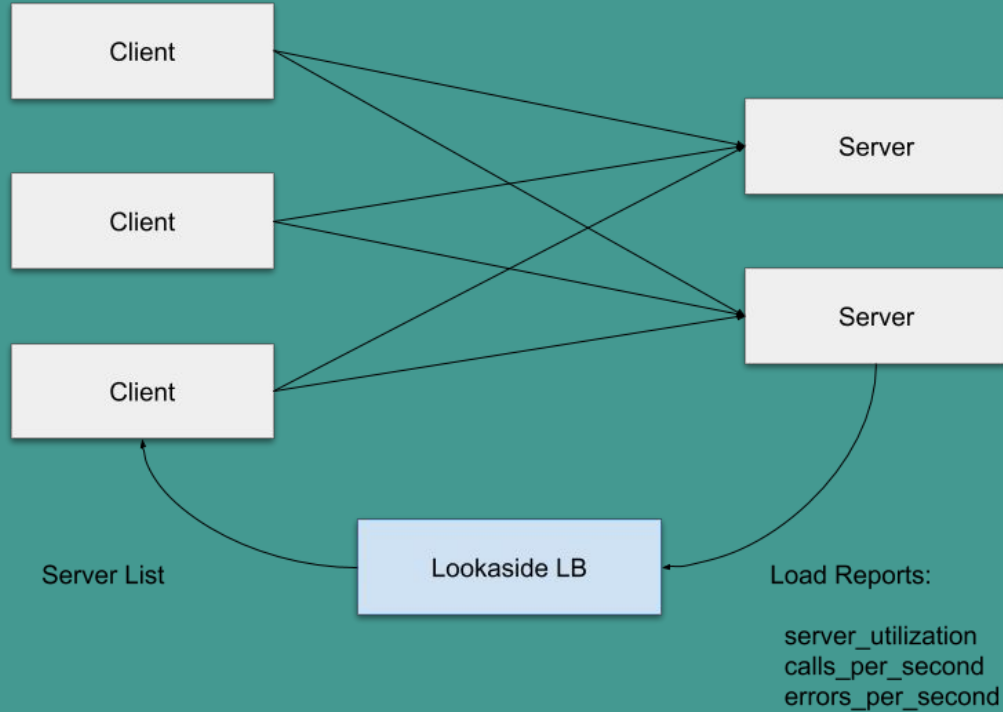 Client
Server
Client
Server
Client
Lookaside LB
Server List
Load Reports:
server_utilization
calls_per_second
errors_per_second